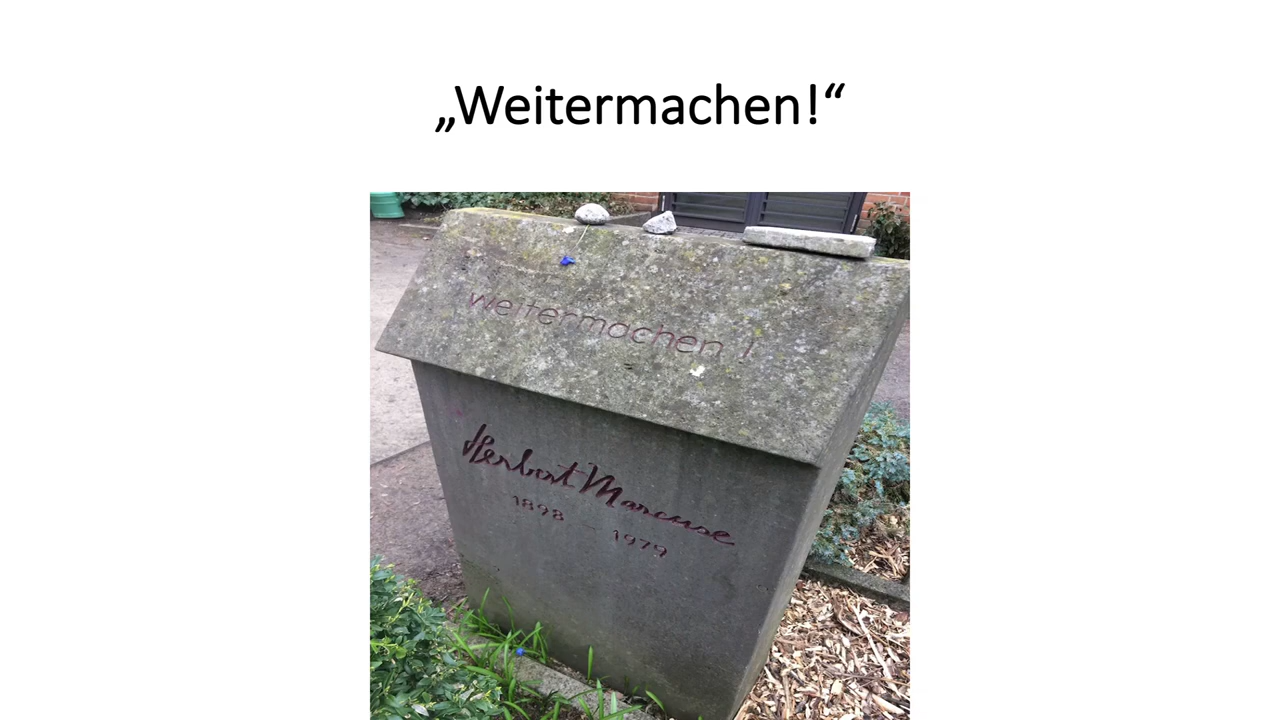 „Weitermachen!“
weitermachen !
Herbert Marcuse
1898 – 1979